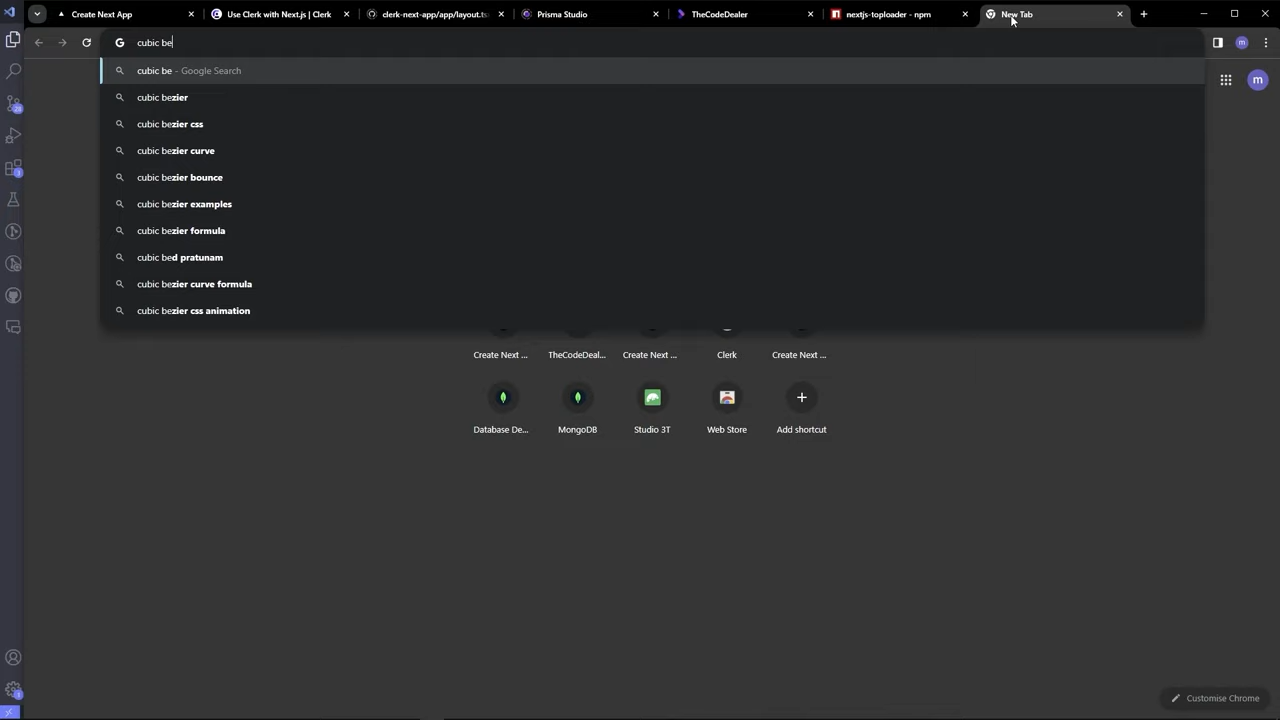 Create Next App
Use Clerk with Next.js | Clerk
clerk-next-app/app/layout.ts
Prisma Studio
TheCodeDealer
nextjs-toploader - npm
New Tab
cubic be
m
cubic be - Google Search
m
cubic bezier
cubic bezier css
cubic bezier curve
cubic bezier bounce
cubic bezier examples
cubic bezier formula
cubic bed pratunam
cubic bezier curve formula
cubic bezier css animation
Create Next ...
TheCodeDeal...
Create Next ...
Clerk
Create Next ...
Database De...
MongoDB
Studio 3T
Web Store
Add shortcut
Customise Chrome